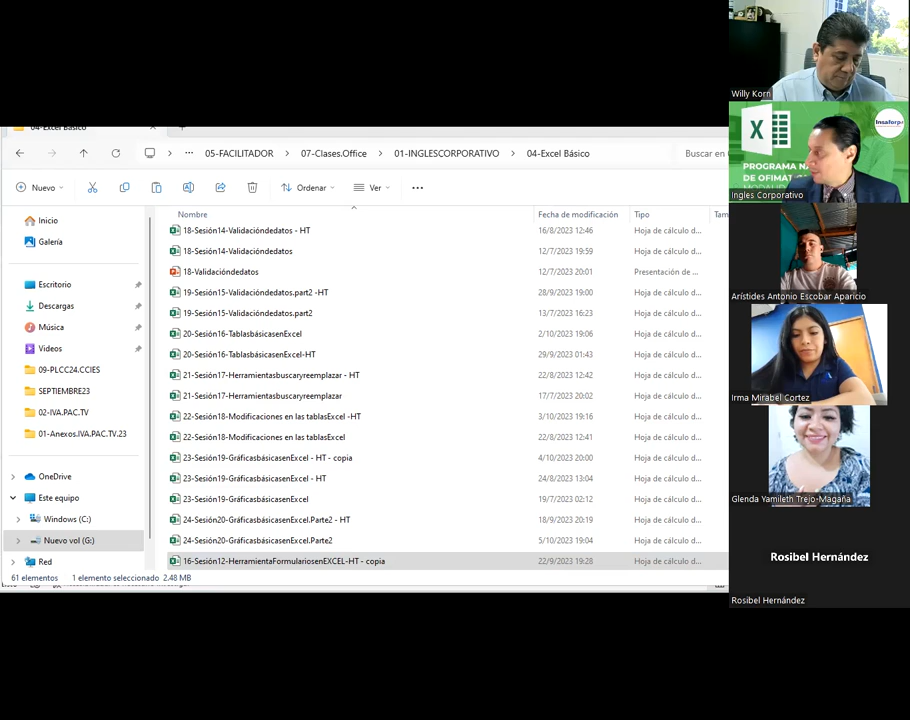 04-Excel Básico
05-FACILITADOR > 07-Clases.Office > 01-INGLESCORPORATIVO > 04-Excel Básico Buscar en
Nuevo Ordenar Ver
Nombre Fecha de modificación Tipo
Inicio
Galería
Escritorio
Descargas
Música
Videos
09-PLCC24.CCIES
SEPTIEMBRE23
02-IVA.PAC.TV
01-Anexos.IVA.PAC.TV.23
OneDrive
Este equipo
Windows (C:)
Nuevo vol (G:)
Red
18-Sesión14-Validacióndedatos - HT 16/8/2023 12:46 Hoja de cálculo d...
18-Sesión14-Validacióndedatos 12/7/2023 19:59 Hoja de cálculo d...
18-Validacióndedatos 12/7/2023 20:01 Presentación de ...
19-Sesión15-Validacióndedatos.part2 -HT 28/9/2023 19:00 Hoja de cálculo d...
19-Sesión15-Validacióndedatos.part2 13/7/2023 16:23 Hoja de cálculo d...
20-Sesión16-TablasbásicasenExcel 2/10/2023 19:06 Hoja de cálculo d...
20-Sesión16-TablasbásicasenExcel-HT 29/9/2023 01:43 Hoja de cálculo d...
21-Sesión17-Herramientasbuscaryreemplazar - HT 22/8/2023 12:42 Hoja de cálculo d...
21-Sesión17-Herramientasbuscaryreemplazar 17/7/2023 20:02 Hoja de cálculo d...
22-Sesión18-Modificaciones en las tablasExcel -HT 3/10/2023 19:16 Hoja de cálculo d...
22-Sesión18-Modificaciones en las tablasExcel 22/8/2023 12:41 Hoja de cálculo d...
23-Sesión19-GráficasbásicasenExcel - HT - copia 4/10/2023 20:00 Hoja de cálculo d...
23-Sesión19-GráficasbásicasenExcel - HT 24/8/2023 13:04 Hoja de cálculo d...
23-Sesión19-GráficasbásicasenExcel 19/7/2023 02:12 Hoja de cálculo d...
24-Sesión20-GráficasbásicasenExcel.Parte2 - HT 18/9/2023 20:19 Hoja de cálculo d...
24-Sesión20-GráficasbásicasenExcel.Parte2 5/10/2023 19:04 Hoja de cálculo d...
16-Sesión12-HerramientaFormulariosenEXCEL-HT - copia 22/9/2023 19:28 Hoja de cálculo d...
61 elementos 1 elemento seleccionado 2.48 MB
Willy Korn
Insaforp
X
PROGRAMA
DE
Ingles Corporativo
Arístides Antonio Escobar Aparicio
Irma Mirabel Cortez
Glenda Yamileth Trejo-Magaña
Rosibel Hernández
Rosibel Hernández